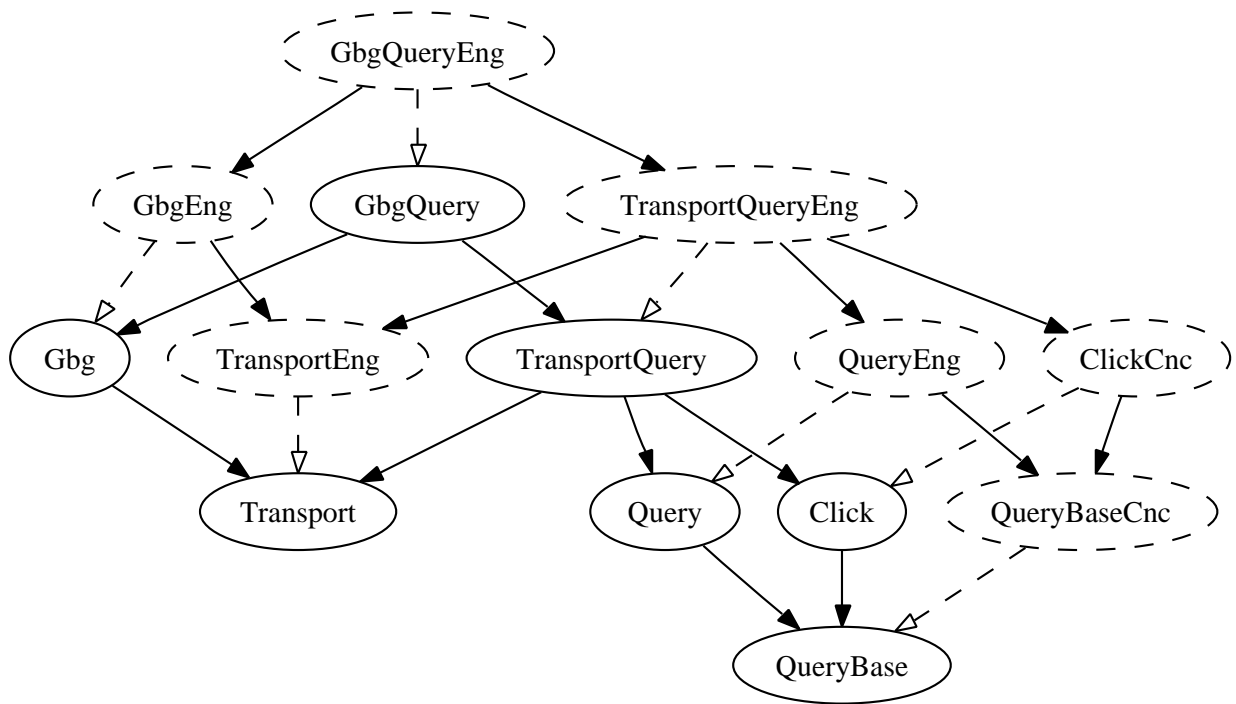 GbgQueryEng
GbgEng
GbgQuery
TransportQueryEng
Gbg
TransportEng
TransportQuery
QueryEng
ClickCnc
Transport
Query
Click
QueryBaseCnc
QueryBase